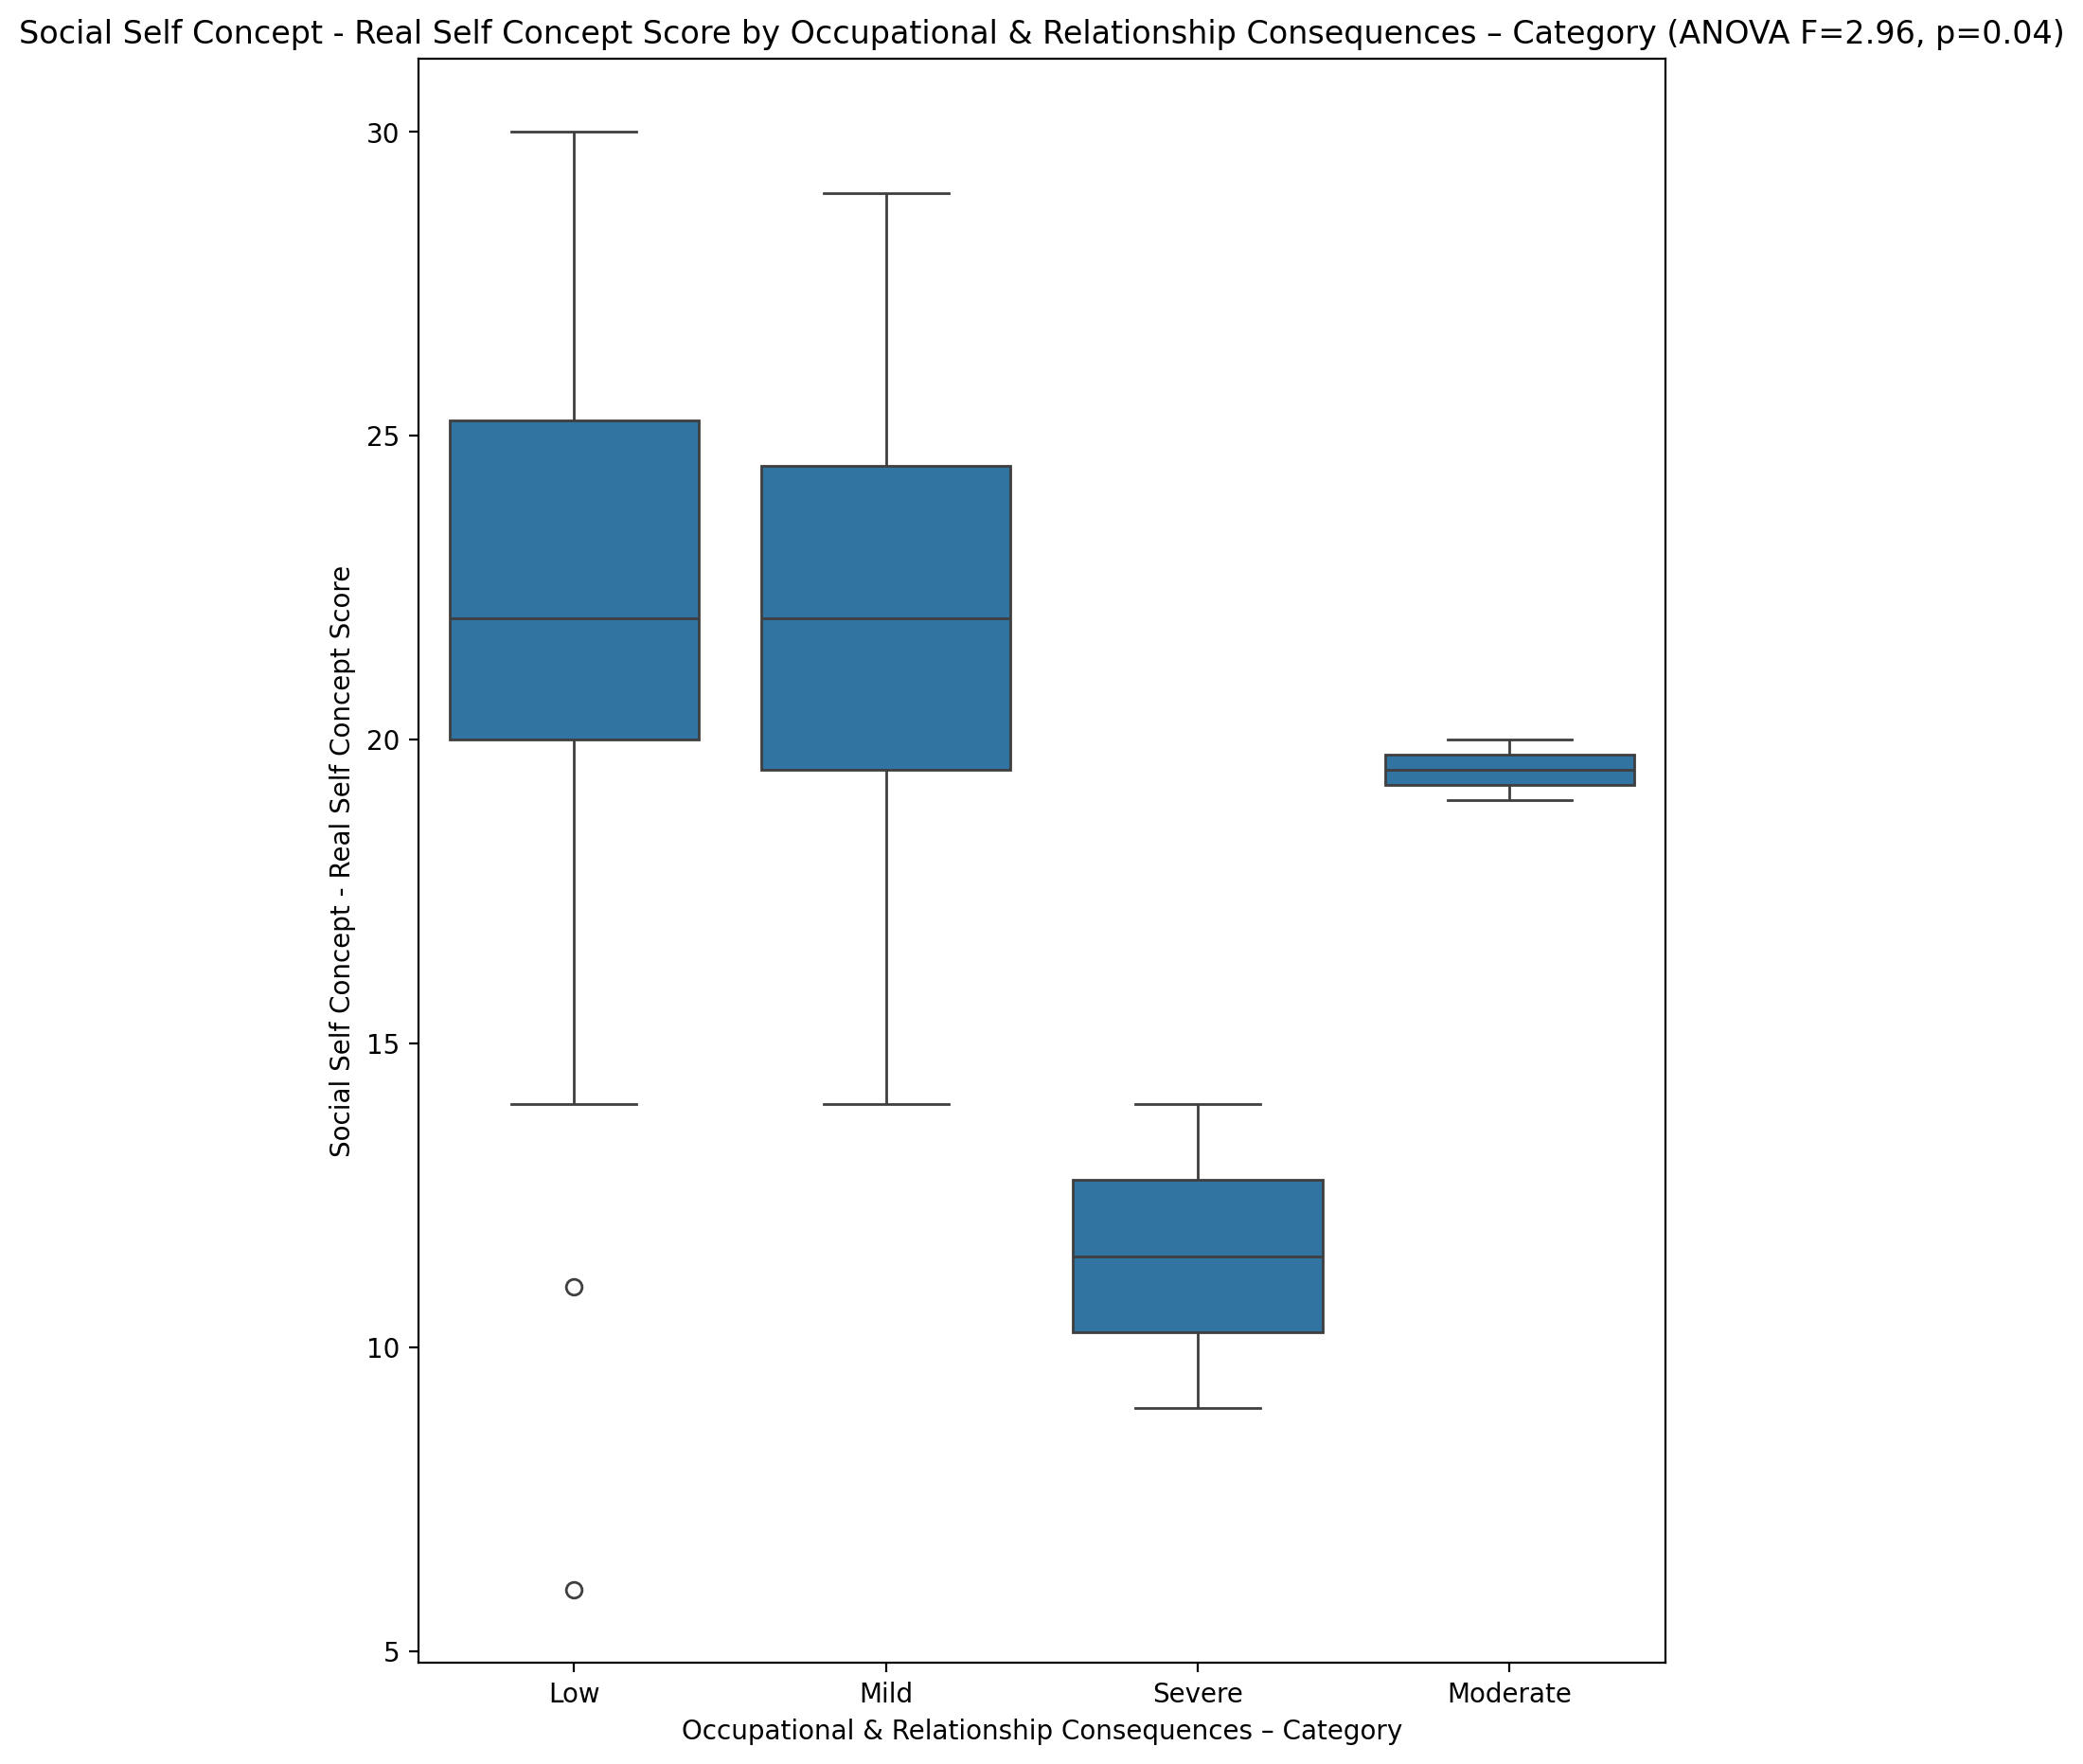 Social Self Concept - Real Self Concept Score by Occupational & Relationship Consequences – Category (ANOVA F=2.96, p=0.04)
Social Self Concept - Real Self Concept Score
30
25
20
15
10
5
Low Mild Severe Moderate
Occupational & Relationship Consequences – Category